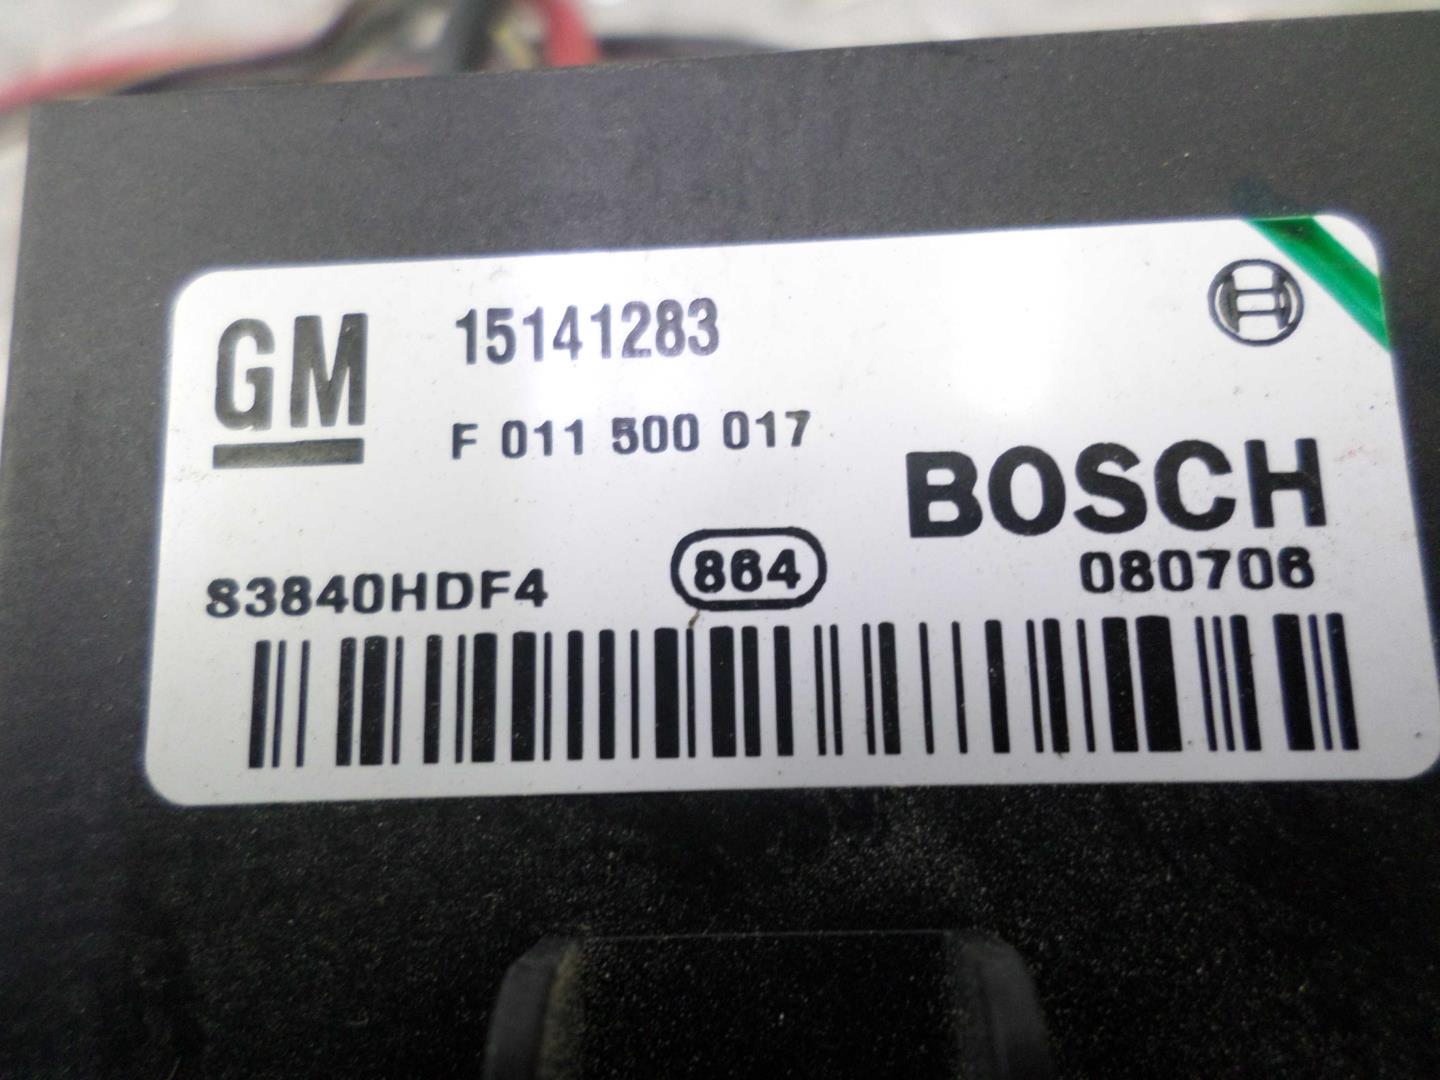 GM 15141283
F 011 500 017
BOSCH
83840HDF4 864 080706